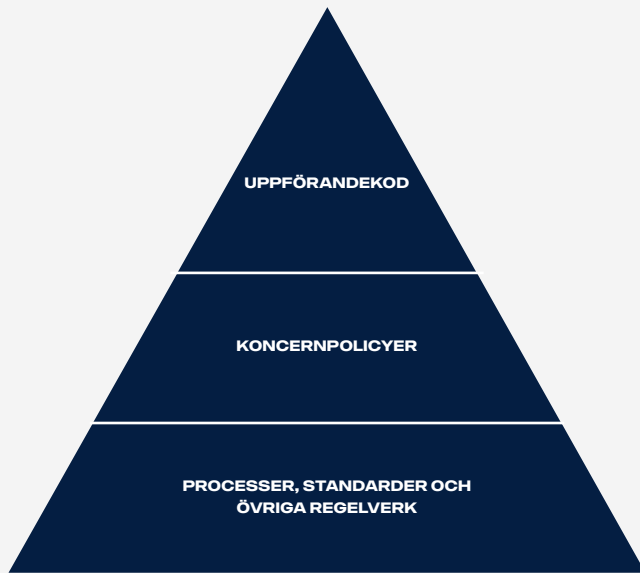 UPPFÖRANDEKOD
KONCERNPOLICYER
PROCESSER, STANDARDER OCH
ÖVRIGA REGELVERK